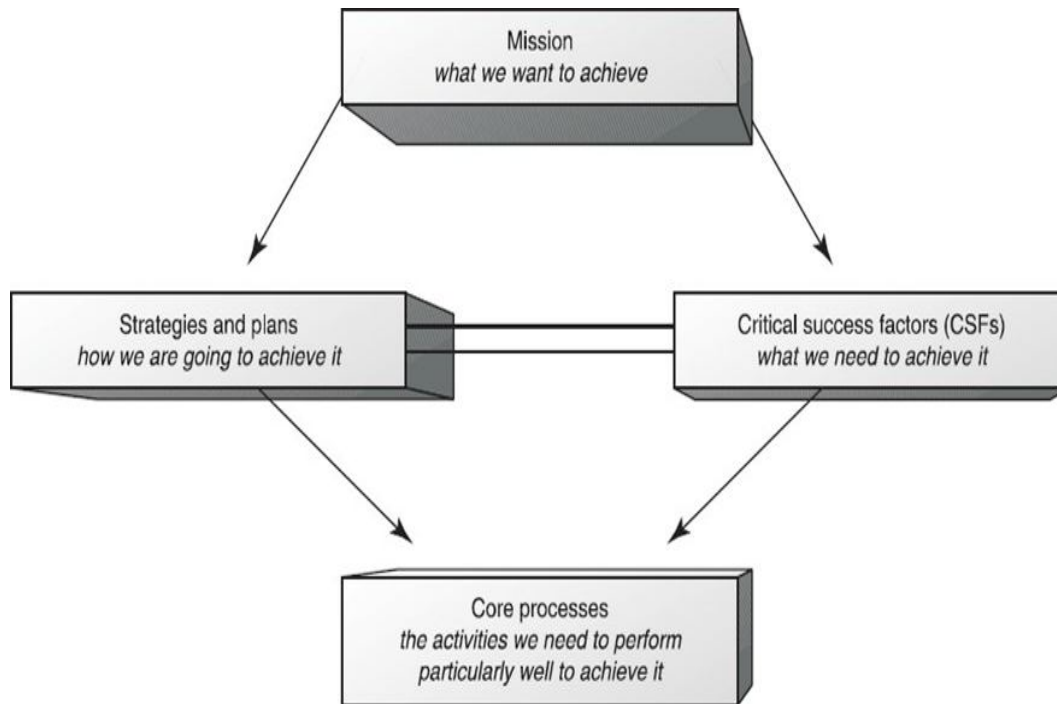 Mission
what we want to achieve
Strategies and plans
how we are going to achieve it
Critical success factors (CSFs)
what we need to achieve it
Core processes
the activities we need to perform
particularly well to achieve it